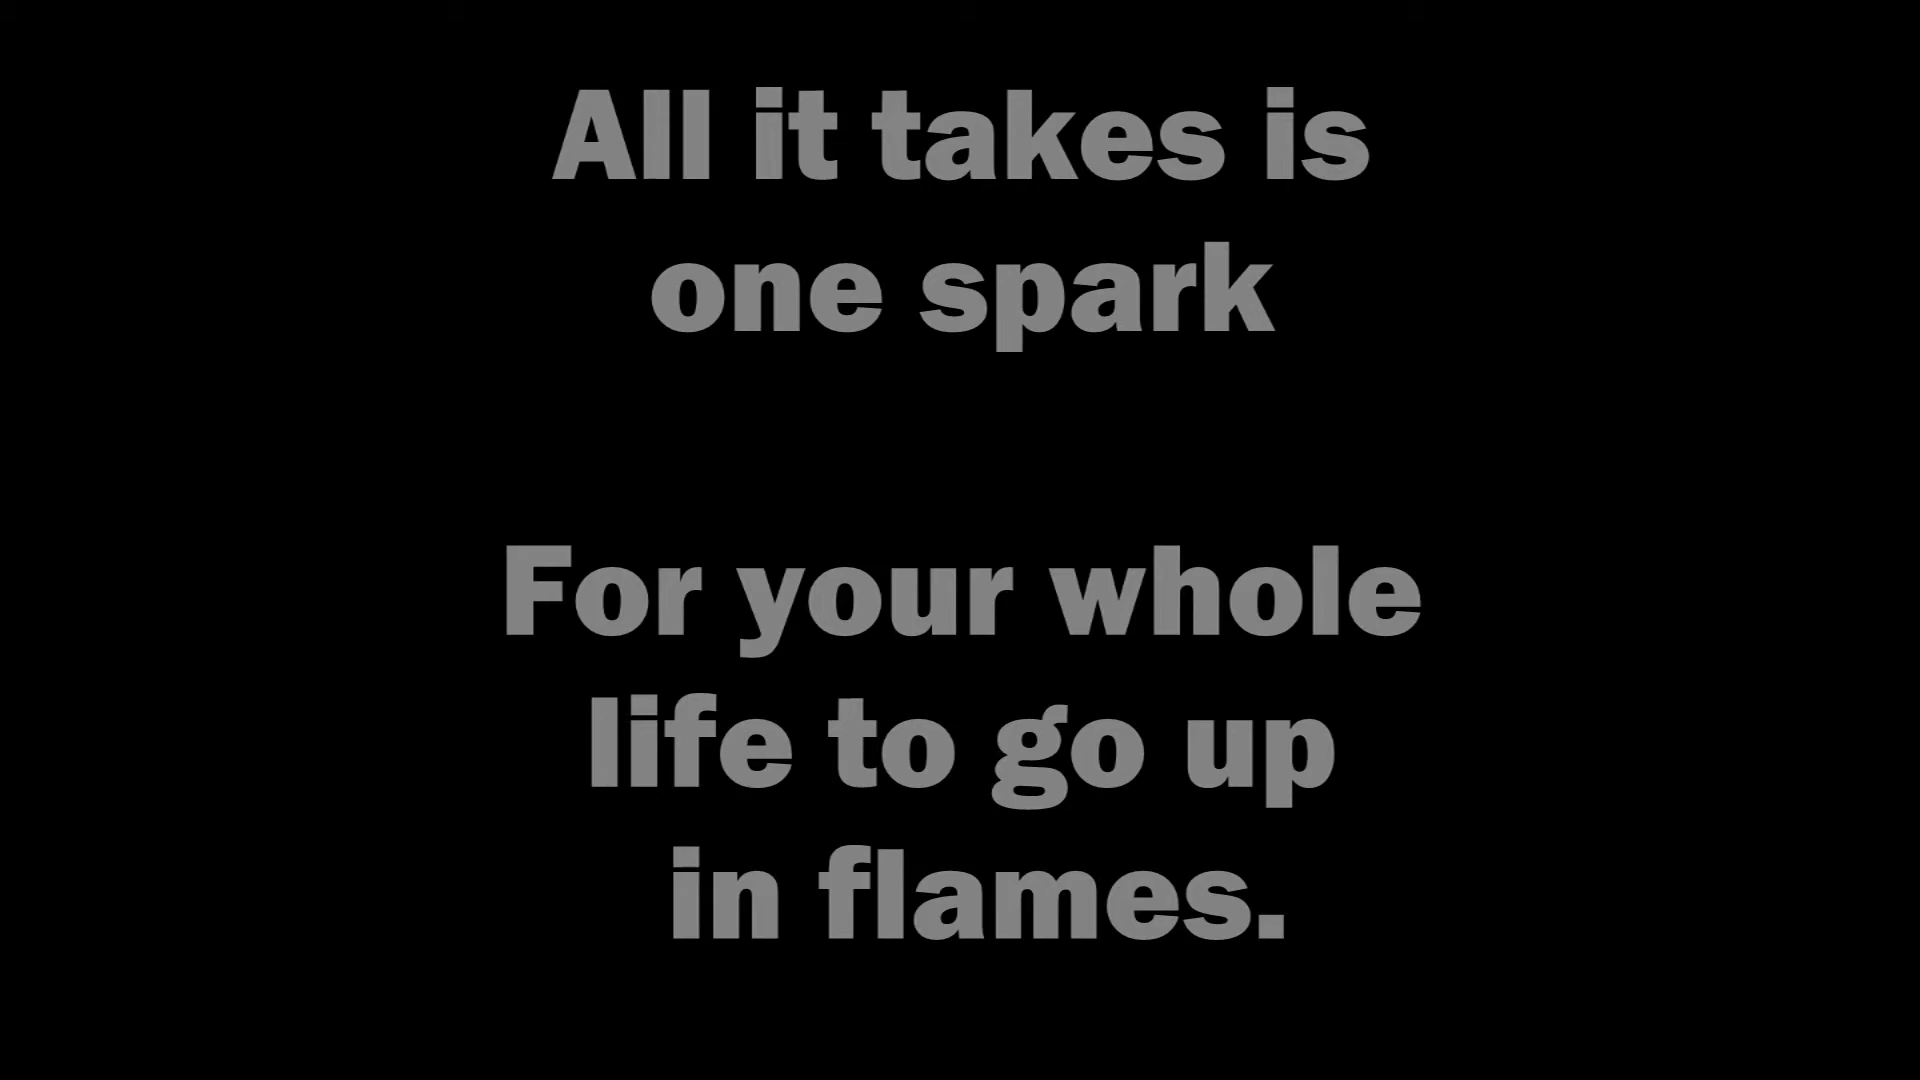 All it takes is
one spark
For your whole
life to go up
in flames.